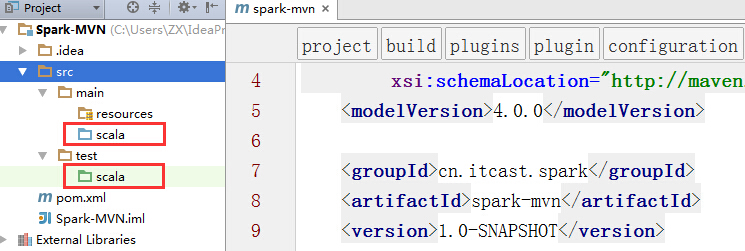 Project
Spark-MVN (C:\Users\ZX\IdeaPr
.idea
src
main
resources
scala
test
scala
pom.xml
Spark-MVN.iml
External Libraries
spark-mvn
project build plugins plugin configuration
4 xsi:schemaLocation="http://maven
5 <modelVersion>4.0.0</modelVersion>
6
7 <groupId>cn.itcast.spark</groupId>
8 <artifactId>spark-mvn</artifactId>
9 <version>1.0-SNAPSHOT</version>